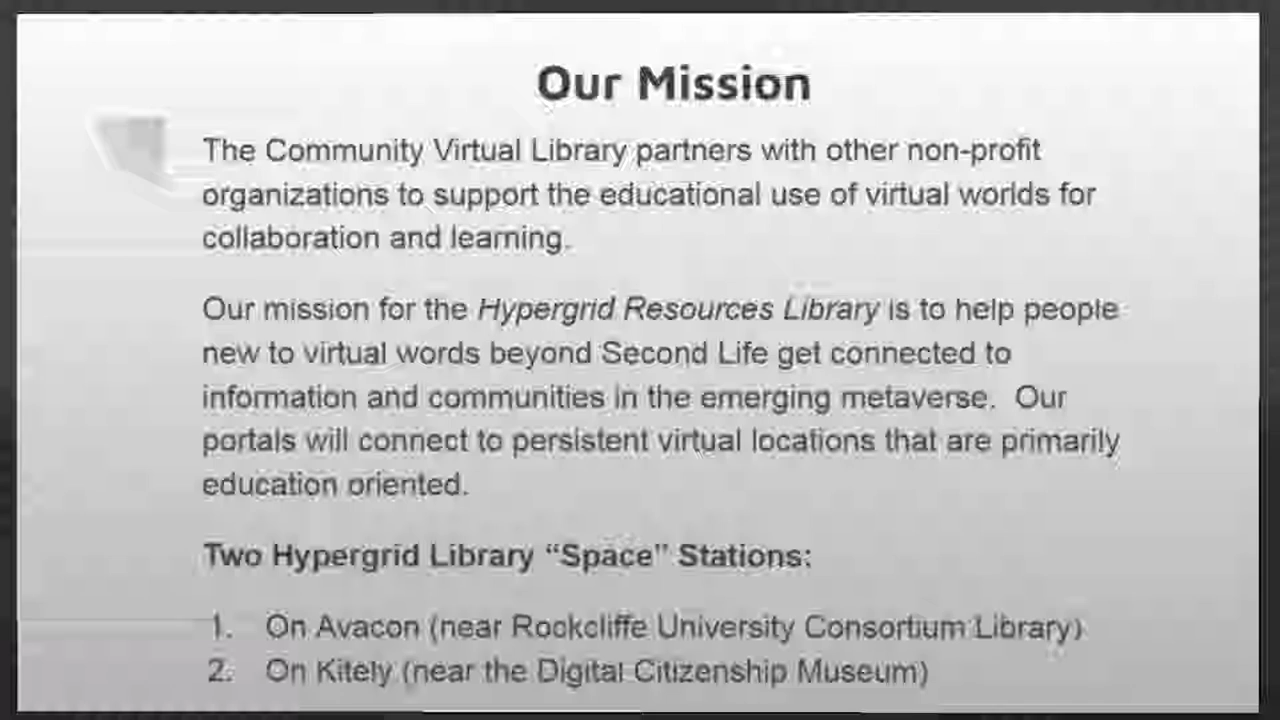 Our Mission
The Community Virtual Library partners with other non-profit
organizations to support the educational use of virtual worlds for
collaboration and learning.
Our mission for the Hypergrid Resources Library is to help people
new to virtual words beyond Second Life get connected to
information and communities in the emerging metaverse.  Our
portals will connect to persistent virtual locations that are primarily
education oriented.
Two Hypergrid Library “Space” Stations:
1. On Avacon (near Rockcliffe University Consortium Library)
2. On Kitely (near the Digital Citizenship Museum)